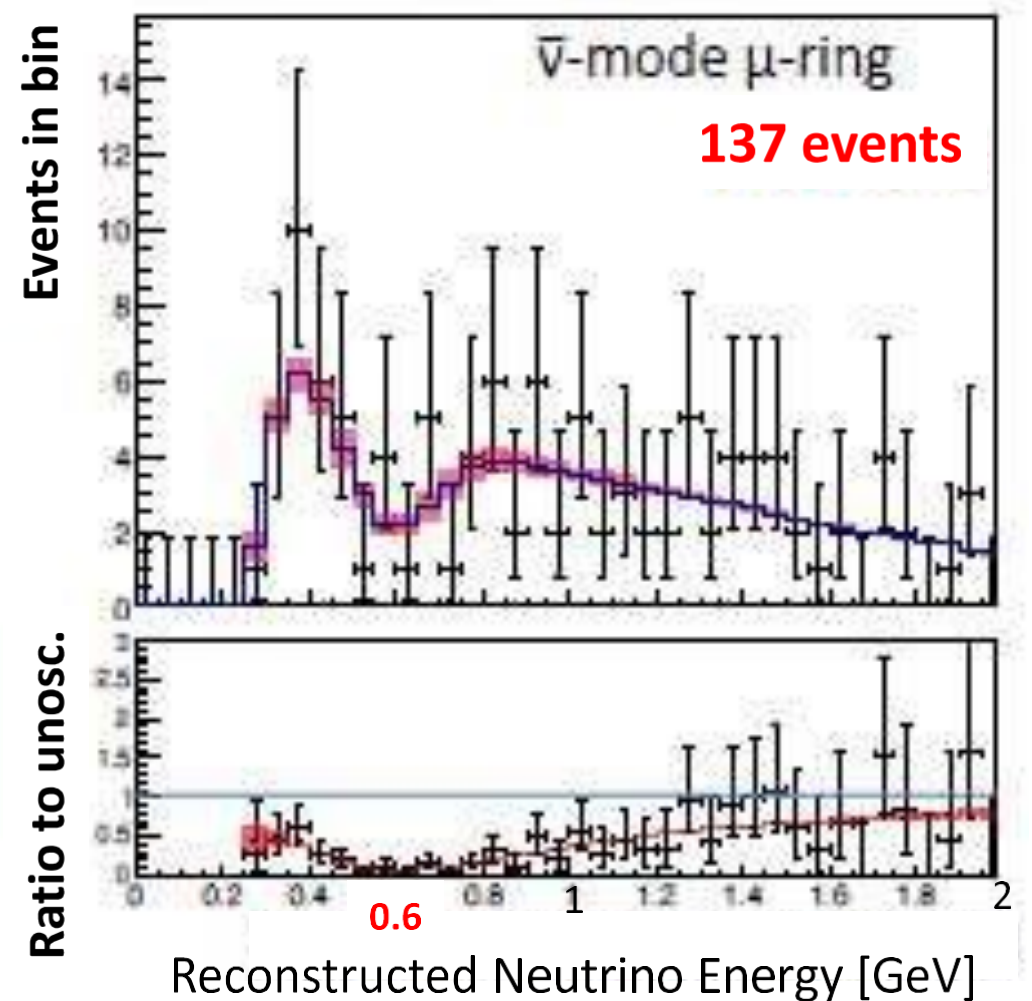 Events in bin
ν̅-mode μ-ring
137 events
14
12
10
8
6
4
2
0
Ratio to unosc.
3
2.5
2
1.5
1
0.5
0
0 0.2 0.4 0.6 0.8 1 1.2 1.4 1.6 1.8 2
Reconstructed Neutrino Energy [GeV]